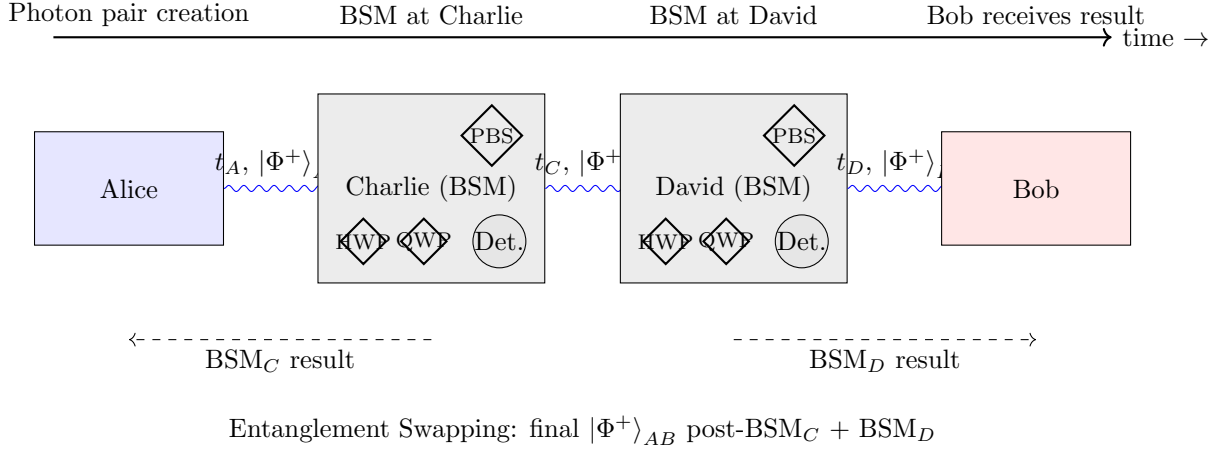 Photon pair creation
BSM at Charlie
BSM at David
Bob receives result
time →
Alice
t_A, |Φ⁺⟩
PBS
Charlie (BSM)
HWP
QWP
Det.
t_C, |Φ⁺
PBS
David (BSM)
HWP
QWP
Det.
t_D, |Φ⁺⟩
Bob
BSM_C result
BSM_D result
Entanglement Swapping: final |Φ⁺⟩_AB post-BSM_C + BSM_D